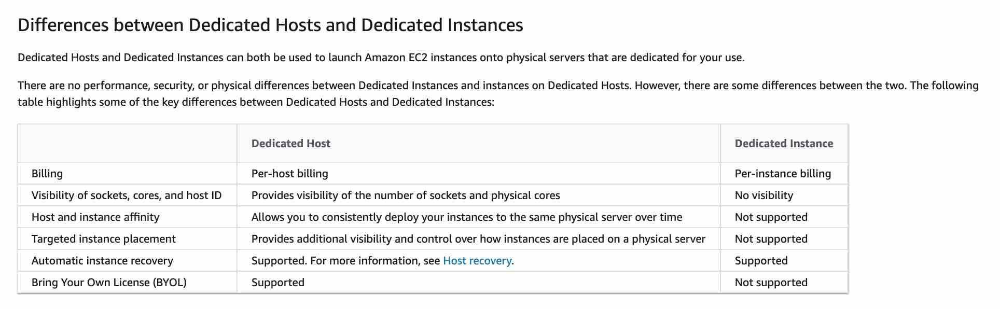 Differences between Dedicated Hosts and Dedicated Instances
Dedicated Hosts and Dedicated Instances can both be used to launch Amazon EC2 instances onto physical servers that are dedicated for your use.
There are no performance, security, or physical differences between Dedicated Instances and instances on Dedicated Hosts. However, there are some differences between the two. The following
table highlights some of the key differences between Dedicated Hosts and Dedicated Instances:
Dedicated Host Dedicated Instance
Billing Per-host billing Per-instance billing
Visibility of sockets, cores, and host ID Provides visibility of the number of sockets and physical cores No visibility
Host and instance affinity Allows you to consistently deploy your instances to the same physical server over time Not supported
Targeted instance placement Provides additional visibility and control over how instances are placed on a physical server Not supported
Automatic instance recovery Supported. For more information, see Host recovery. Supported
Bring Your Own License (BYOL) Supported Not supported